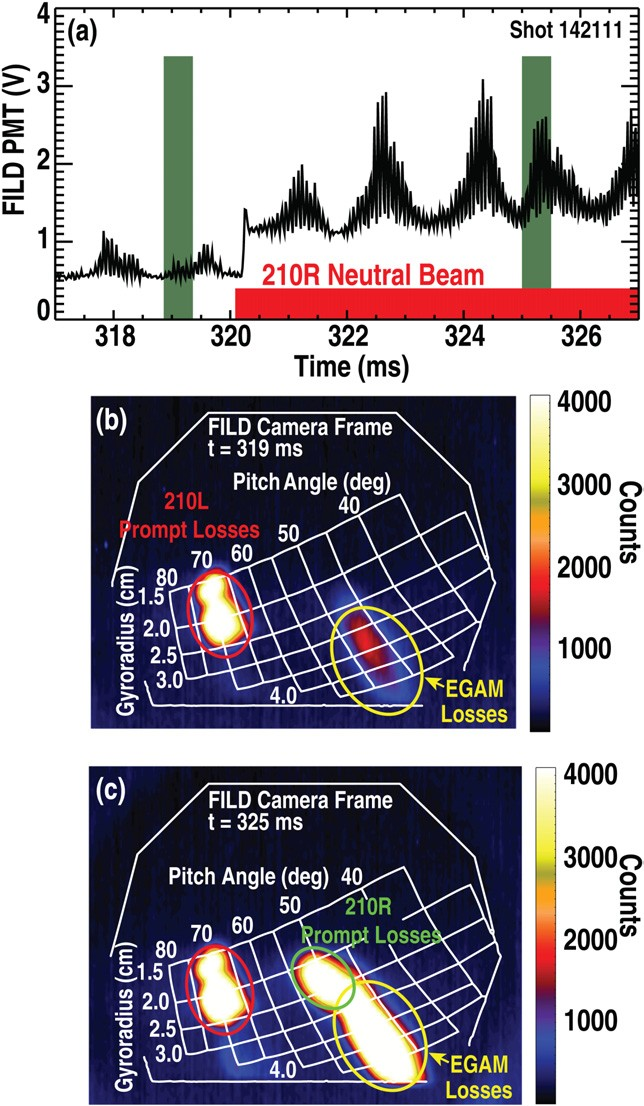 (a)
Shot 142111
FILD PMT (V)
4
3
2
1
0
210R Neutral Beam
318 320 322 324 326
Time (ms)
(b)
FILD Camera Frame
t = 319 ms
Pitch Angle (deg)
210L
Prompt Losses
80 70 60 50 40
Gyroradius (cm)
1.5
2.0
2.5
3.0
4.0
EGAM
Losses
4000
3000
2000
1000
Counts
(c)
FILD Camera Frame
t = 325 ms
Pitch Angle (deg)
80 70 60 50 40
210R
Prompt Losses
Gyroradius (cm)
1.5
2.0
2.5
3.0
4.0
EGAM
Losses
4000
3000
2000
1000
Counts